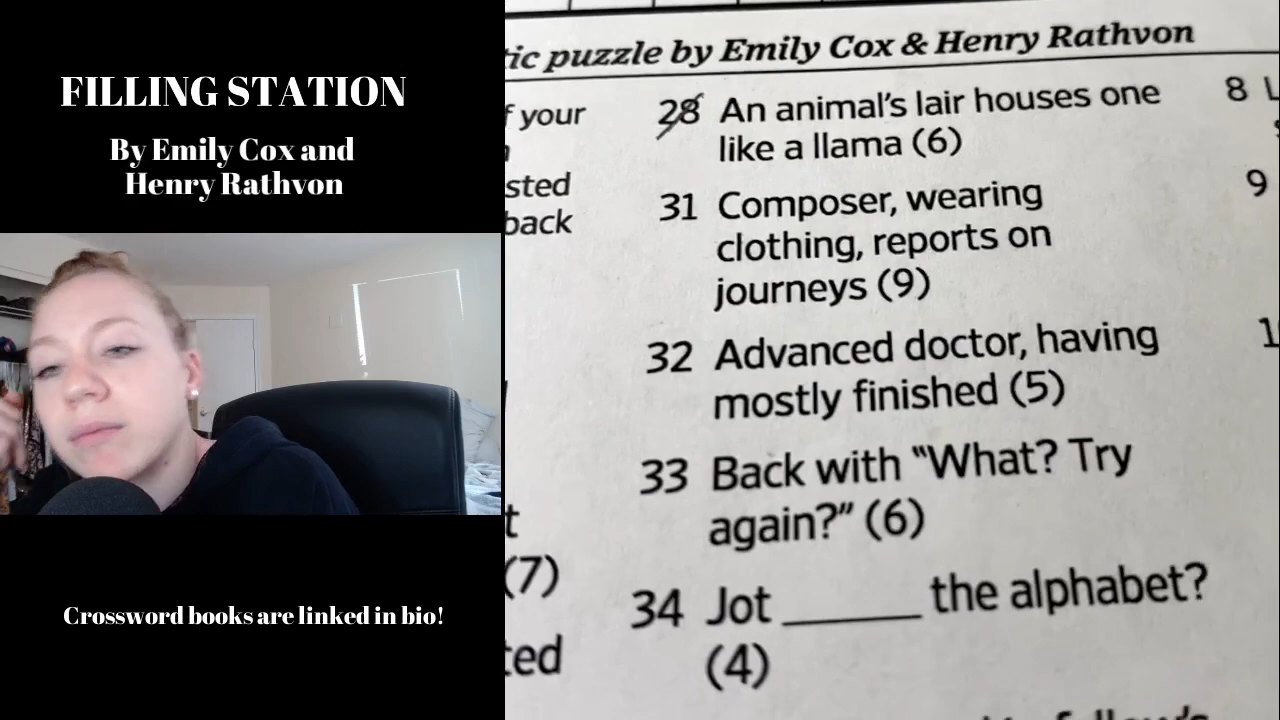 FILLING STATION
By Emily Cox and
Henry Rathvon
Crossword books are linked in bio!
tic puzzle by Emily Cox & Henry Rathvon
f your
sted
back
t
(7)
ted
28 An animal's lair houses one
like a llama (6)
31 Composer, wearing
clothing, reports on
journeys (9)
32 Advanced doctor, having
mostly finished (5)
33 Back with "What? Try
again?" (6)
34 Jot ______ the alphabet?
(4)
8 L
9
1